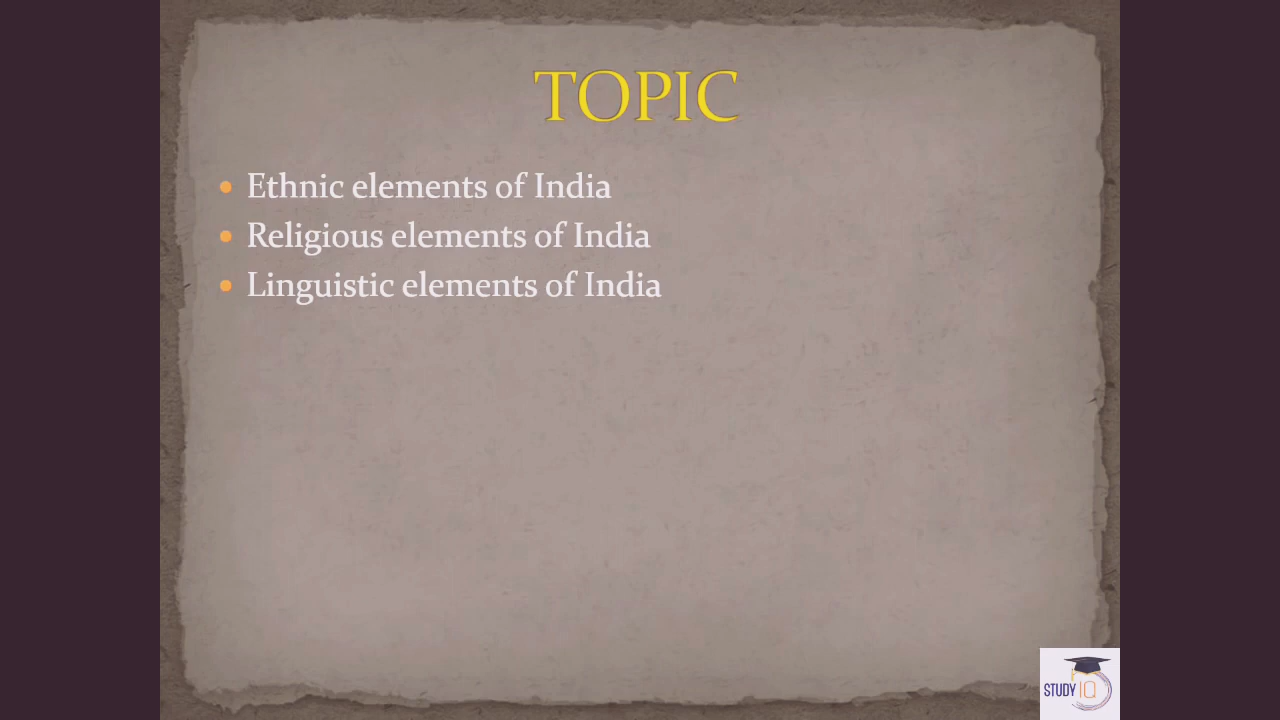 TOPIC
Ethnic elements of India
Religious elements of India
Linguistic elements of India
STUDY IQ